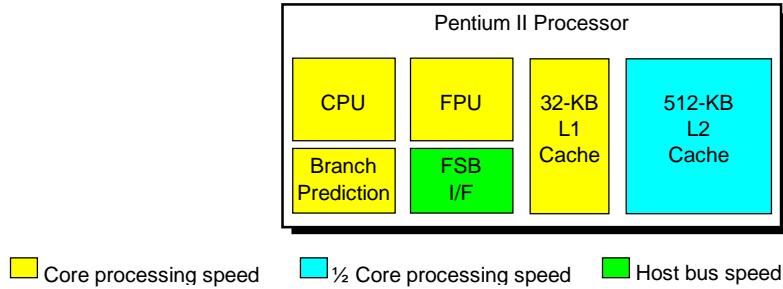 Pentium II Processor
CPU
FPU
32-KB
L1
Cache
512-KB
L2
Cache
Branch
Prediction
FSB
I/F
Core processing speed
½ Core processing speed
Host bus speed